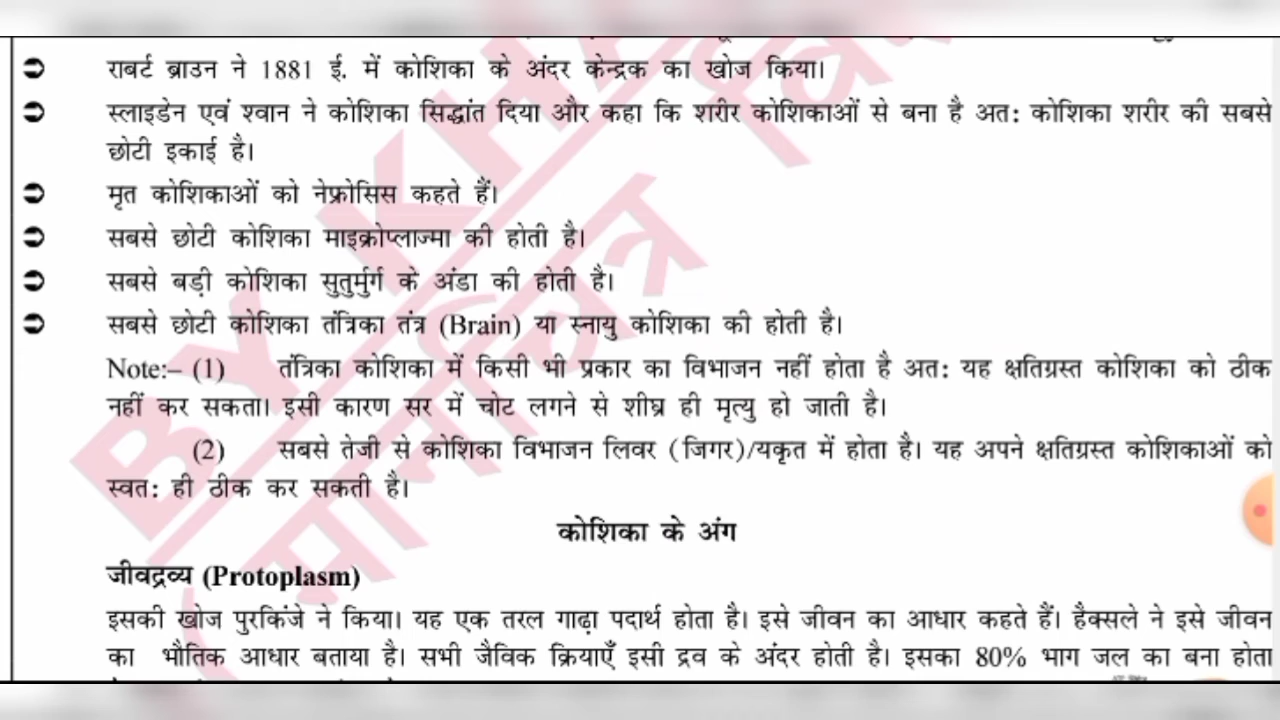 राबर्ट ब्राउन ने 1881 ई. में कोशिका के अंदर केन्द्रक का खोज किया।
स्लाइडेन एवं श्वान ने कोशिका सिद्धांत दिया और कहा कि शरीर कोशिकाओं से बना है अत: कोशिका शरीर की सबसे
छोटी इकाई है।
मृत कोशिकाओं को नेफ्रोसिस कहते हैं।
सबसे छोटी कोशिका माइक्रोप्लाज्मा की होती है।
सबसे बड़ी कोशिका सुतुर्मुर्ग के अंडा की होती है।
सबसे छोटी कोशिका तंत्रिका तंत्र (Brain) या स्नायु कोशिका की होती है।
Note:– (1) तंत्रिका कोशिका में किसी भी प्रकार का विभाजन नहीं होता है अत: यह क्षतिग्रस्त कोशिका को ठीक
नहीं कर सकता। इसी कारण सर में चोट लगने से शीघ्र ही मृत्यु हो जाती है।
(2) सबसे तेजी से कोशिका विभाजन लिवर (जिगर)/यकृत में होता है। यह अपने क्षतिग्रस्त कोशिकाओं को
स्वत: ही ठीक कर सकती है।
कोशिका के अंग
जीवद्रव्य (Protoplasm)
इसकी खोज पुरकिंजे ने किया। यह एक तरल गाढ़ा पदार्थ होता है। इसे जीवन का आधार कहते हैं। हैक्सले ने इसे जीवन
का भौतिक आधार बताया है। सभी जैविक क्रियाएँ इसी द्रव के अंदर होती है। इसका 80% भाग जल का बना होता
BY KHA
मानचित्र